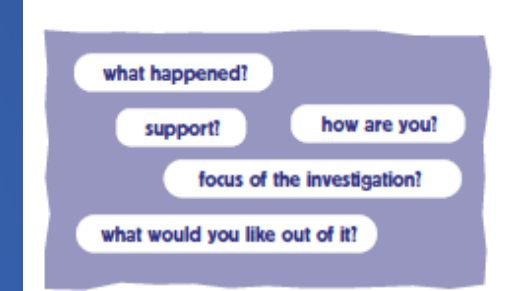 what happened?
support?
how are you?
focus of the investigation?
what would you like out of it?